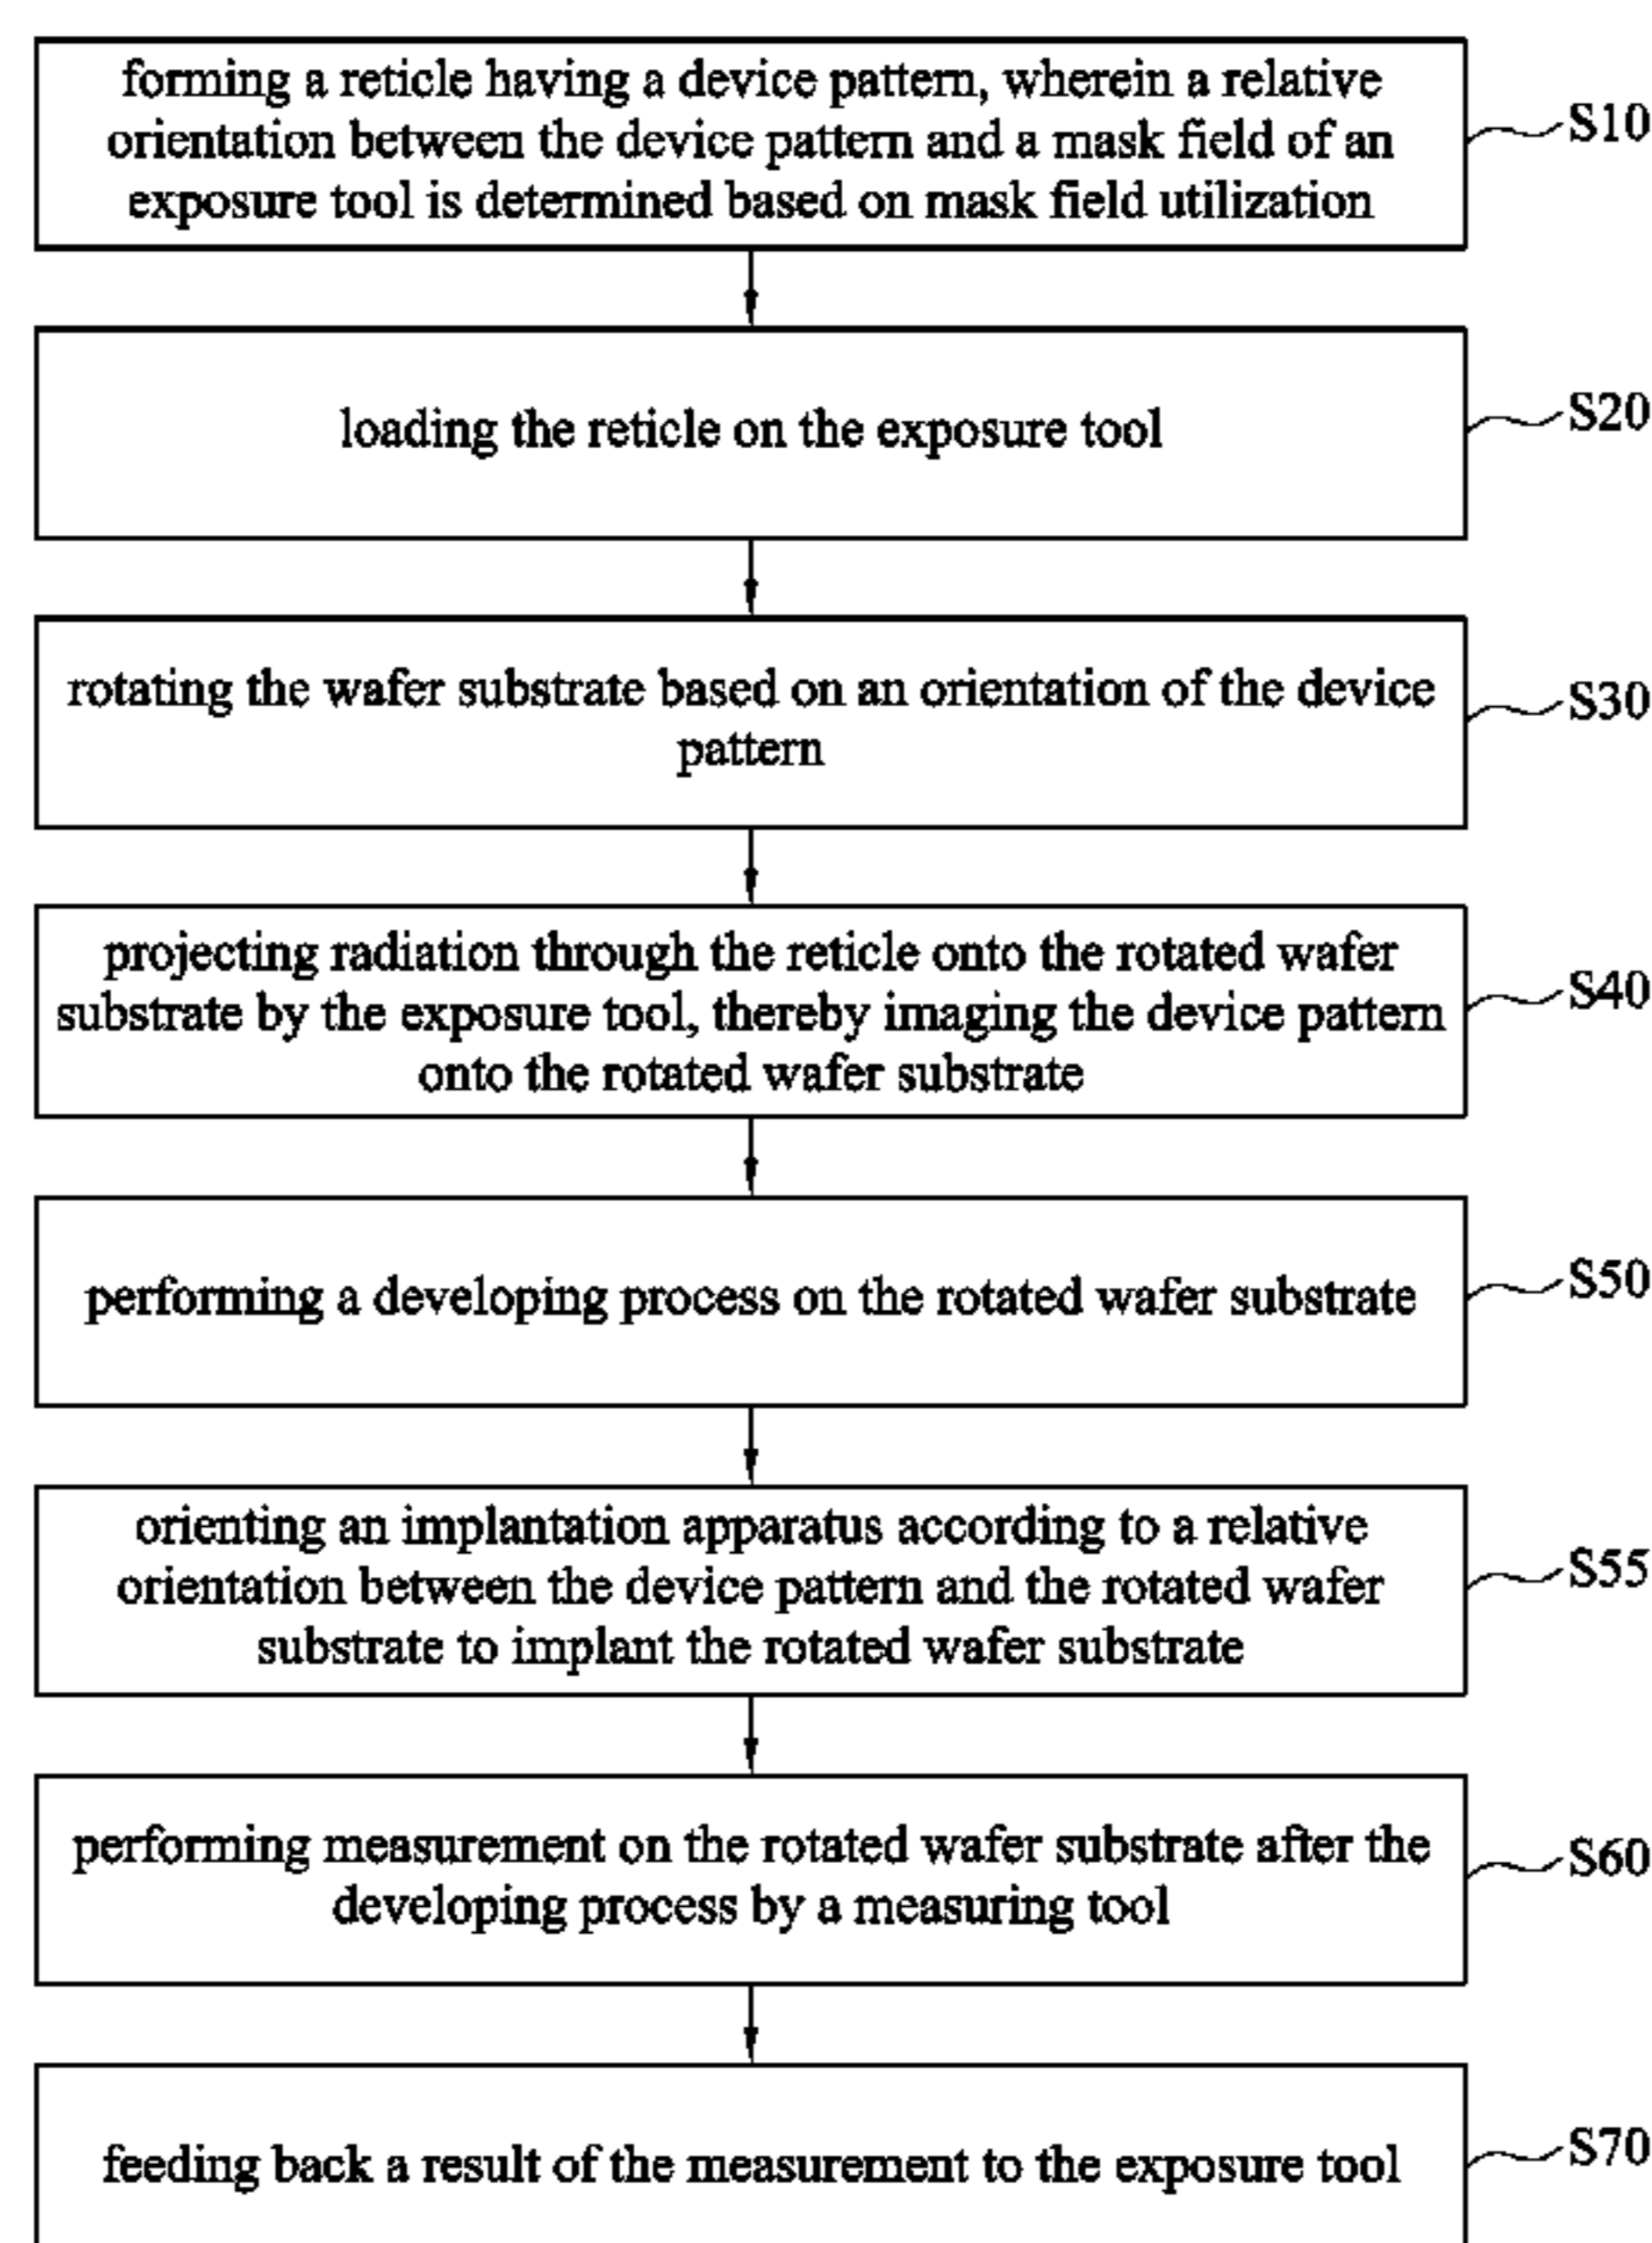 forming a reticle having a device pattern, wherein a relative
orientation between the device pattern and a mask field of an
exposure tool is determined based on mask field utilization
S10
loading the reticle on the exposure tool
S20
rotating the wafer substrate based on an orientation of the device
pattern
S30
projecting radiation through the reticle onto the rotated wafer
substrate by the exposure tool, thereby imaging the device pattern
onto the rotated wafer substrate
S40
performing a developing process on the rotated wafer substrate
S50
orienting an implantation apparatus according to a relative
orientation between the device pattern and the rotated wafer
substrate to implant the rotated wafer substrate
S55
performing measurement on the rotated wafer substrate after the
developing process by a measuring tool
S60
feeding back a result of the measurement to the exposure tool
S70